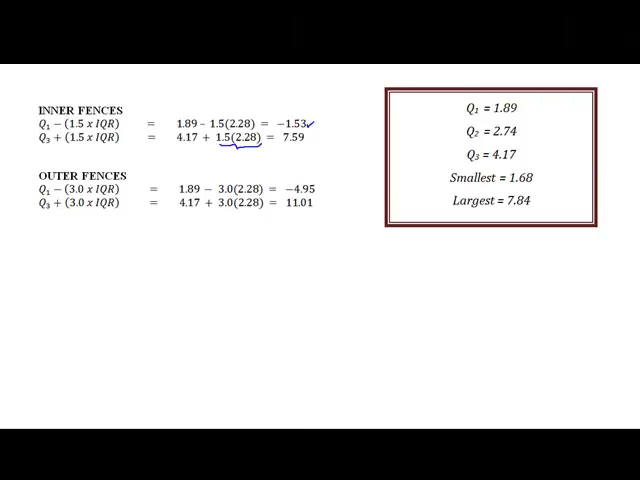 INNER FENCES
Q₁ − (1.5 x IQR) = 1.89 – 1.5(2.28) = −1.53
Q₃ + (1.5 x IQR) = 4.17 + 1.5(2.28) = 7.59
OUTER FENCES
Q₁ − (3.0 x IQR) = 1.89 − 3.0(2.28) = −4.95
Q₃ + (3.0 x IQR) = 4.17 + 3.0(2.28) = 11.01
Q₁ = 1.89
Q₂ = 2.74
Q₃ = 4.17
Smallest = 1.68
Largest = 7.84